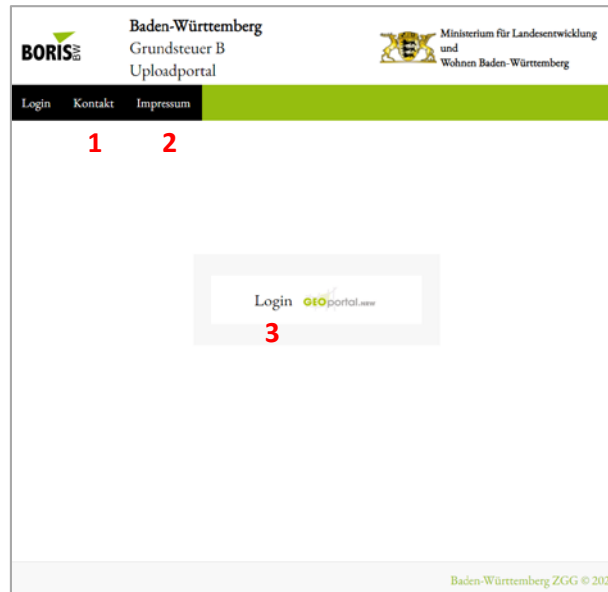 BORIS BW
Baden-Württemberg
Grundsteuer B
Uploadportal
Ministerium für Landesentwicklung
und
Wohnen Baden-Württemberg
Login Kontakt Impressum
1 2
Login GEOportal.NRW
3
Baden-Württemberg ZGG © 202